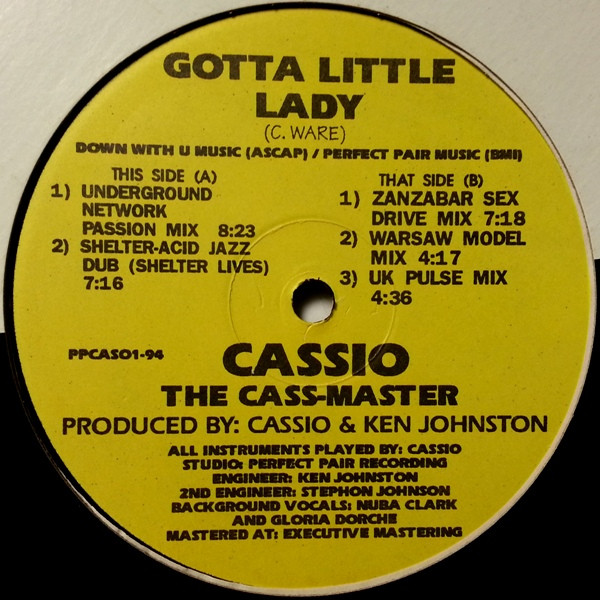 GOTTA LITTLE
LADY
(C. WARE)
DOWN WITH U MUSIC (ASCAP) / PERFECT PAIR MUSIC (BMI)
THIS SIDE (A)
1) UNDERGROUND
NETWORK
PASSION MIX 8:23
2) SHELTER-ACID JAZZ
DUB (SHELTER LIVES)
7:16
THAT SIDE (B)
1) ZANZABAR SEX
DRIVE MIX 7:18
2) WARSAW MODEL
MIX 4:17
3) UK PULSE MIX
4:36
PPCASO1-94
CASSIO
THE CASS-MASTER
PRODUCED BY: CASSIO & KEN JOHNSTON
ALL INSTRUMENTS PLAYED BY: CASSIO
STUDIO: PERFECT PAIR RECORDING
ENGINEER: KEN JOHNSTON
2ND ENGINEER: STEPHON JOHNSON
BACKGROUND VOCALS: NUBA CLARK
AND GLORIA DORCHE
MASTERED AT: EXECUTIVE MASTERING